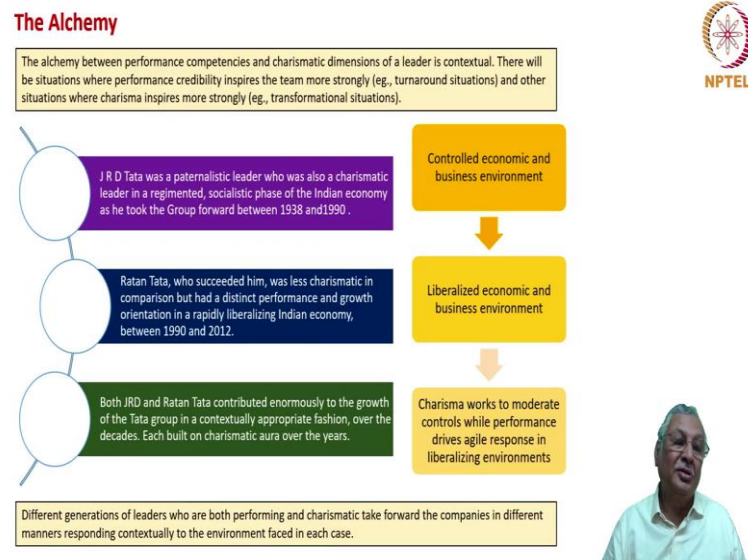 The Alchemy
NPTEL
The alchemy between performance competencies and charismatic dimensions of a leader is contextual. There will
be situations where performance credibility inspires the team more strongly (eg., turnaround situations) and other
situations where charisma inspires more strongly (eg., transformational situations).
J R D Tata was a paternalistic leader who was also a charismatic
leader in a regimented, socialistic phase of the Indian economy
as he took the Group forward between 1938 and1990 .
Controlled economic and
business environment
Ratan Tata, who succeeded him, was less charismatic in
comparison but had a distinct performance and growth
orientation in a rapidly liberalizing Indian economy,
between 1990 and 2012.
Liberalized economic and
business environment
Both JRD and Ratan Tata contributed enormously to the growth
of the Tata group in a contextually appropriate fashion, over the
decades. Each built on charismatic aura over the years.
Charisma works to moderate
controls while performance
drives agile response in
liberalizing environments
Different generations of leaders who are both performing and charismatic take forward the companies in different
manners responding contextually to the environment faced in each case.